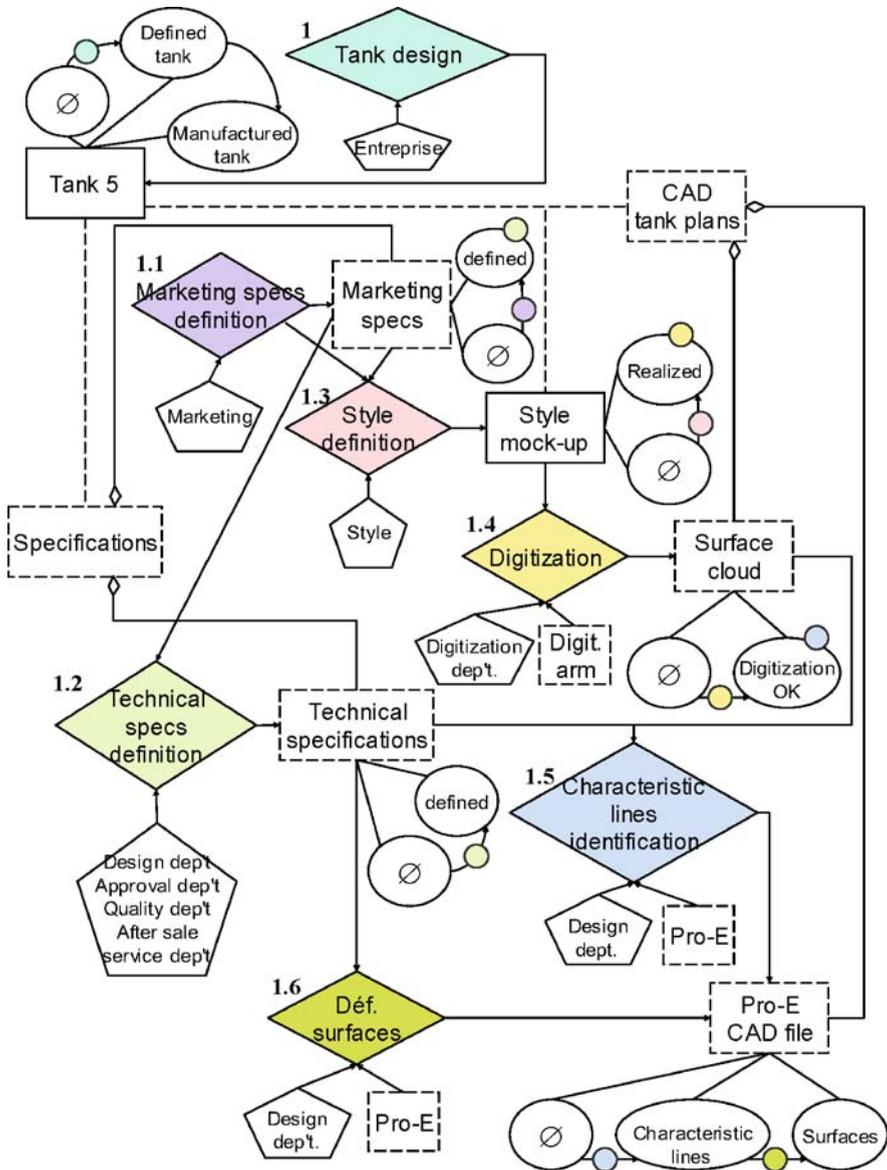 Defined
tank
1
Tank design
∅
Manufactured
tank
Entreprise
Tank 5
CAD
tank plans
1.1
Marketing specs
definition
Marketing
specs
defined
∅
Marketing
1.3
Style
definition
Style
mock-up
Realized
∅
Style
Specifications
1.4
Digitization
Surface
cloud
Digitization
dep't.
Digit.
arm
∅
Digitization
OK
1.2
Technical
specs
definition
Technical
specifications
defined
∅
1.5
Characteristic
lines
identification
Design dep't
Approval dep't
Quality dep't
After sale
service dep't
Design
dept.
Pro-E
1.6
Déf.
surfaces
Pro-E
CAD file
Design
dep't.
Pro-E
∅
Characteristic
lines
Surfaces